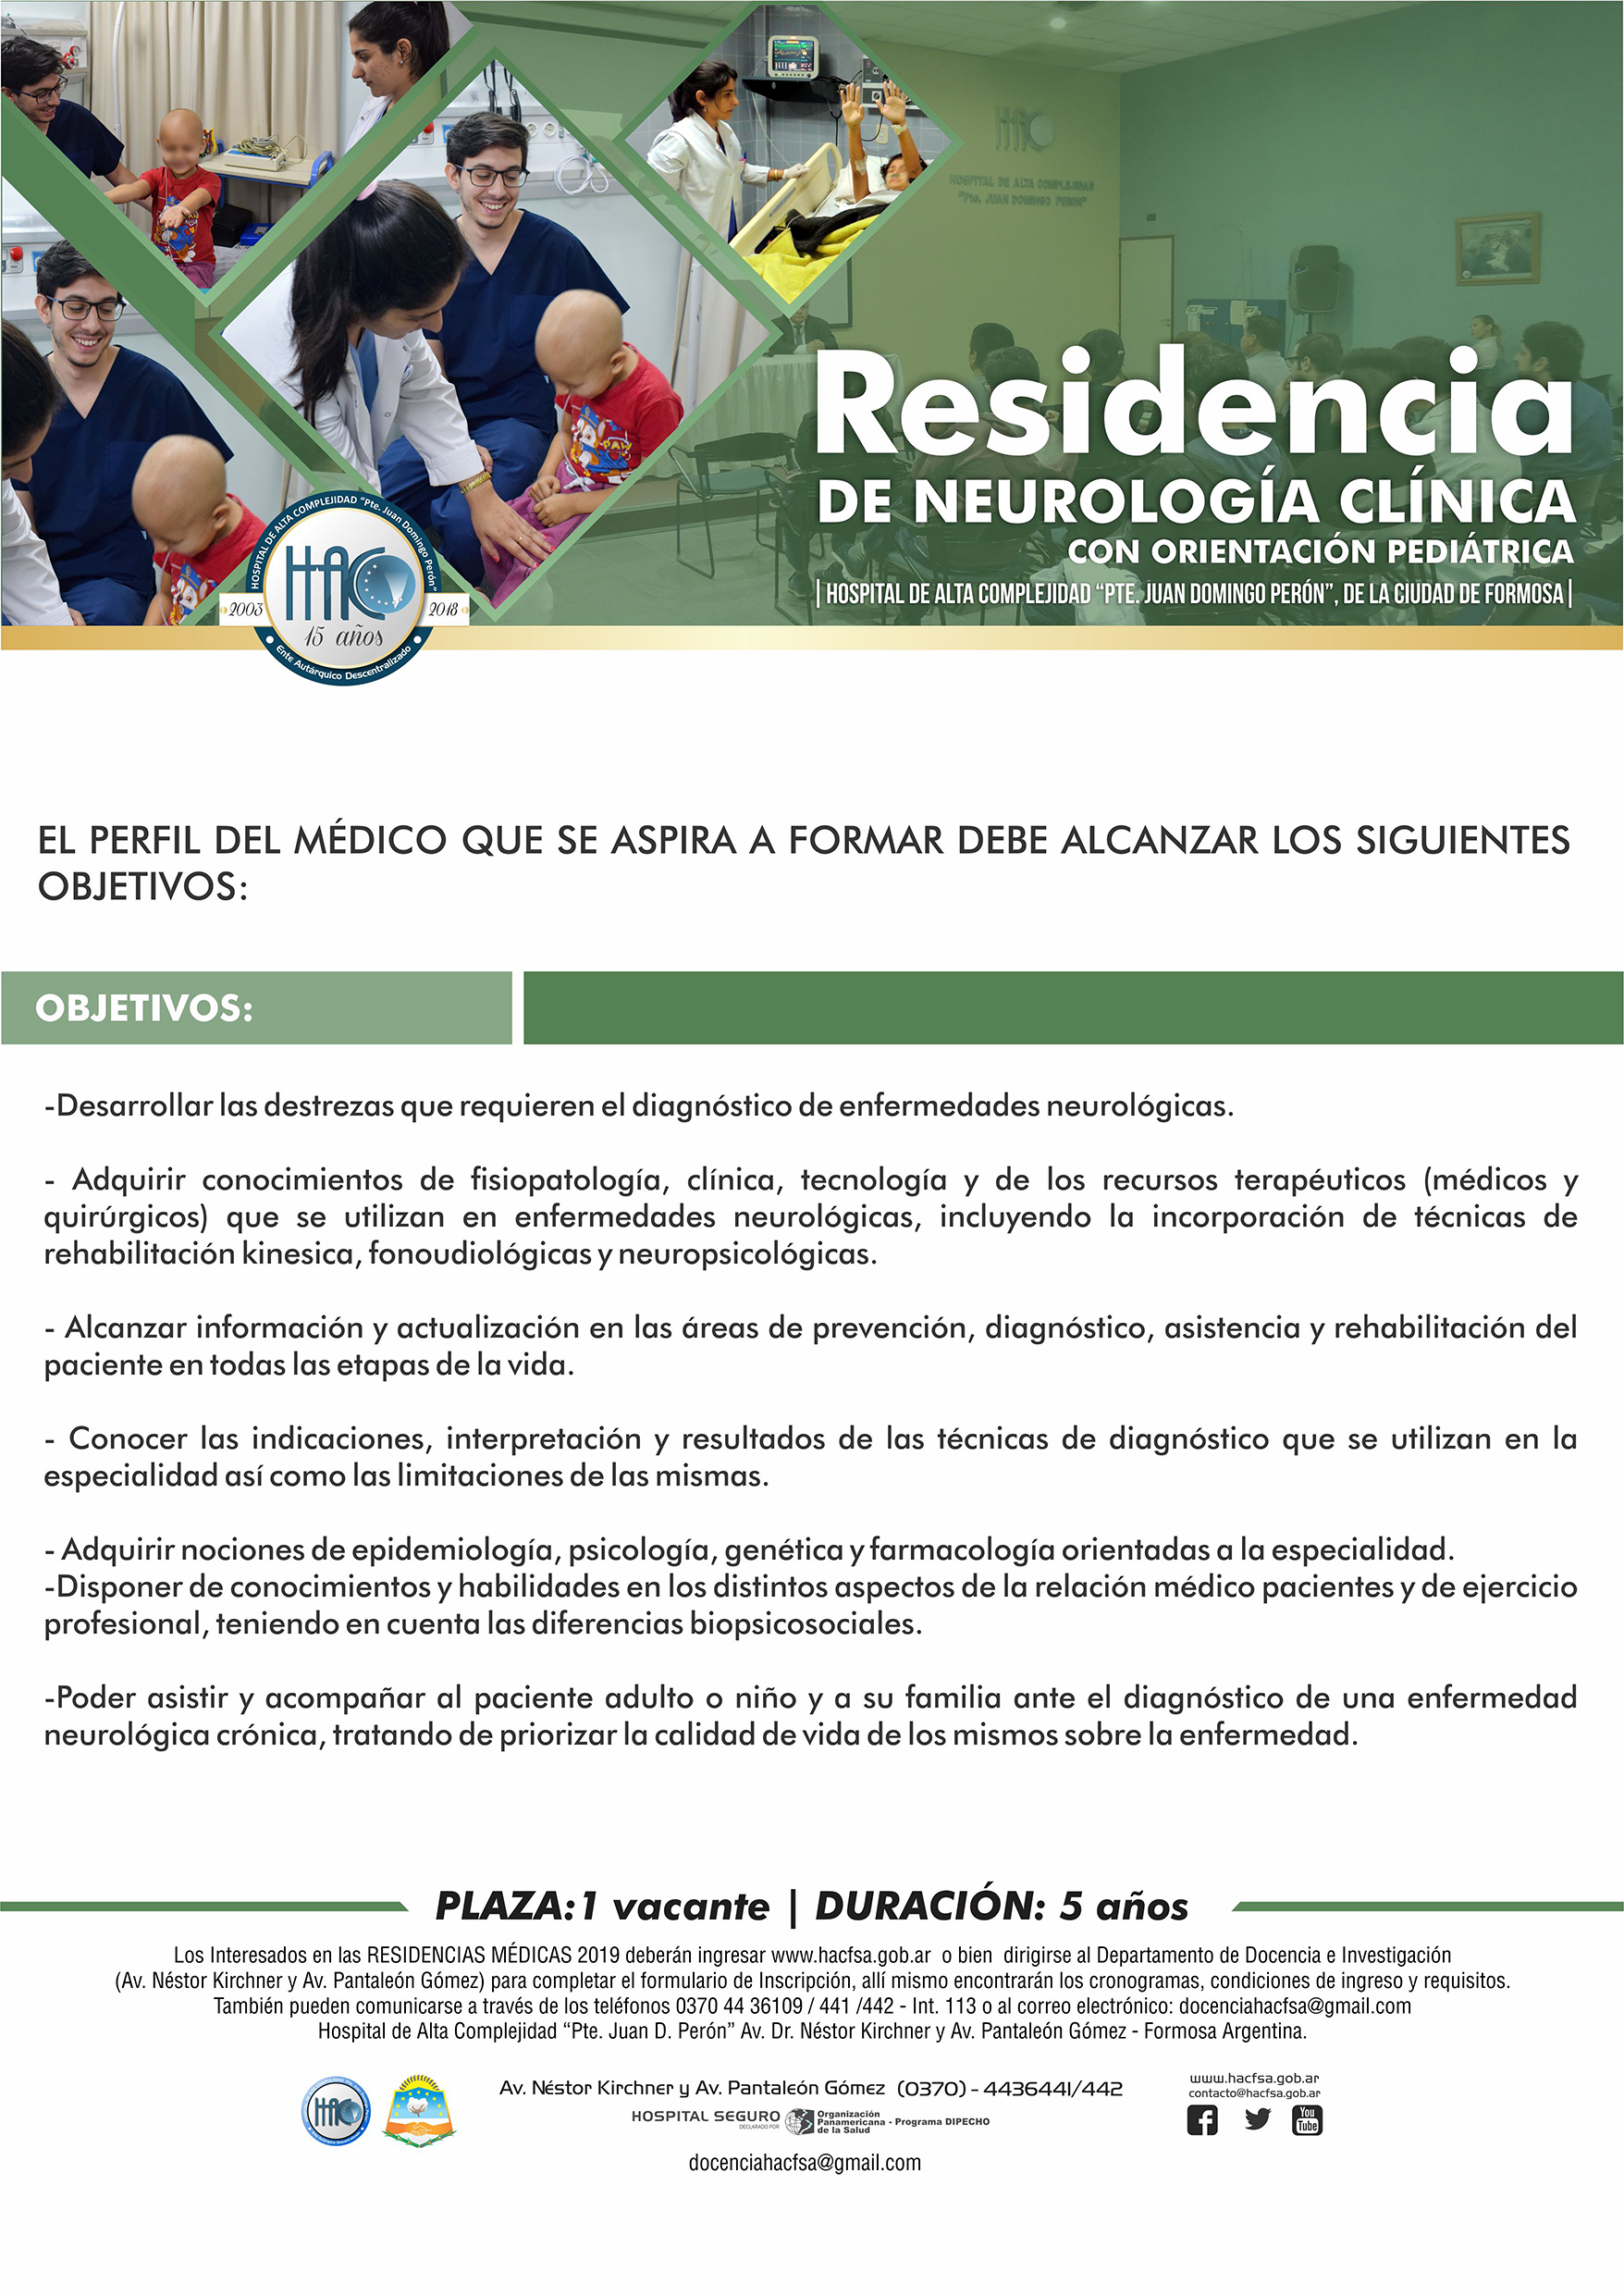 HOSPITAL DE ALTA COMPLEJIDAD
"Pte. JUAN DOMINGO PERÓN"
Residencia
DE NEUROLOGÍA CLÍNICA
CON ORIENTACIÓN PEDIÁTRICA
| HOSPITAL DE ALTA COMPLEJIDAD “PTE. JUAN DOMINGO PERÓN”, DE LA CIUDAD DE FORMOSA |
HOSPITAL DE ALTA COMPLEJIDAD “Pte. Juan Domingo Perón”
HAC
2003 2018
15 años
Ente Autárquico Descentralizado
EL PERFIL DEL MÉDICO QUE SE ASPIRA A FORMAR DEBE ALCANZAR LOS SIGUIENTES
OBJETIVOS:
OBJETIVOS:
-Desarrollar las destrezas que requieren el diagnóstico de enfermedades neurológicas.
- Adquirir conocimientos de fisiopatología, clínica, tecnología y de los recursos terapéuticos (médicos y
quirúrgicos) que se utilizan en enfermedades neurológicas, incluyendo la incorporación de técnicas de
rehabilitación kinesica, fonoudiológicas y neuropsicológicas.
- Alcanzar información y actualización en las áreas de prevención, diagnóstico, asistencia y rehabilitación del
paciente en todas las etapas de la vida.
- Conocer las indicaciones, interpretación y resultados de las técnicas de diagnóstico que se utilizan en la
especialidad así como las limitaciones de las mismas.
- Adquirir nociones de epidemiología, psicología, genética y farmacología orientadas a la especialidad.
-Disponer de conocimientos y habilidades en los distintos aspectos de la relación médico pacientes y de ejercicio
profesional, teniendo en cuenta las diferencias biopsicosociales.
-Poder asistir y acompañar al paciente adulto o niño y a su familia ante el diagnóstico de una enfermedad
neurológica crónica, tratando de priorizar la calidad de vida de los mismos sobre la enfermedad.
PLAZA:1 vacante | DURACIÓN: 5 años
Los Interesados en las RESIDENCIAS MÉDICAS 2019 deberán ingresar www.hacfsa.gob.ar o bien dirigirse al Departamento de Docencia e Investigación
(Av. Néstor Kirchner y Av. Pantaleón Gómez) para completar el formulario de Inscripción, allí mismo encontrarán los cronogramas, condiciones de ingreso y requisitos.
También pueden comunicarse a través de los teléfonos 0370 44 36109 / 441 /442 - Int. 113 o al correo electrónico: docenciahacfsa@gmail.com
Hospital de Alta Complejidad “Pte. Juan D. Perón” Av. Dr. Néstor Kirchner y Av. Pantaleón Gómez - Formosa Argentina.
Av. Néstor Kirchner y Av. Pantaleón Gómez (0370) - 4436441/442
HOSPITAL SEGURO
DECLARADO POR:
Organización
Panamericana - Programa DIPECHO
de la Salud
www.hacfsa.gob.ar
contacto@hacfsa.gob.ar
You
Tube
docenciahacfsa@gmail.com